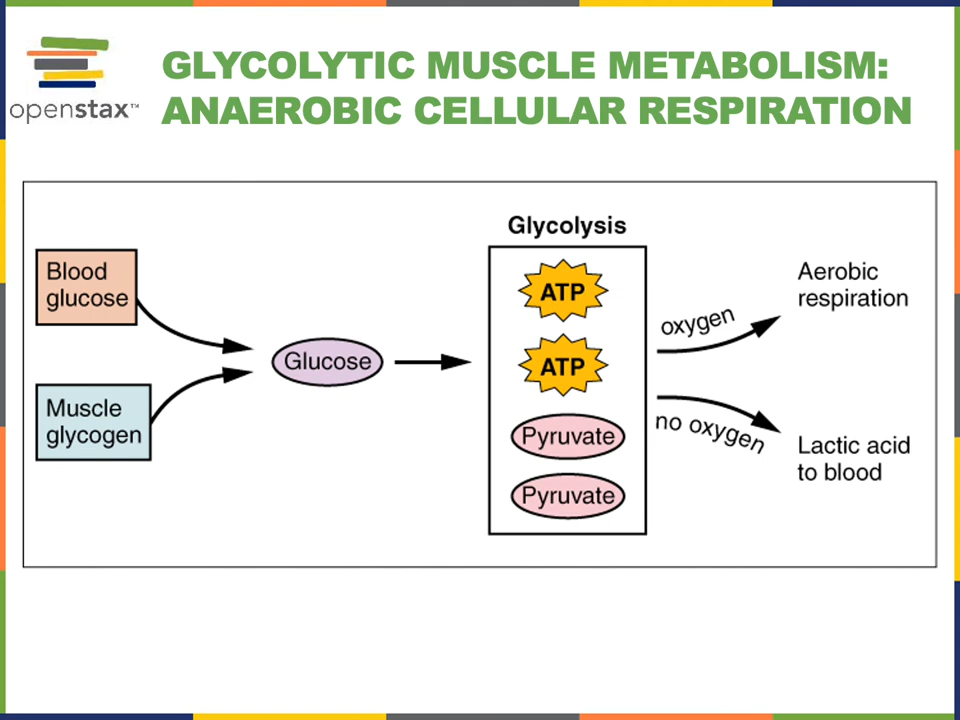 openstax™
GLYCOLYTIC MUSCLE METABOLISM:
ANAEROBIC CELLULAR RESPIRATION
Blood
glucose
Muscle
glycogen
Glucose
Glycolysis
ATP
ATP
Pyruvate
Pyruvate
oxygen
no oxygen
Aerobic
respiration
Lactic acid
to blood